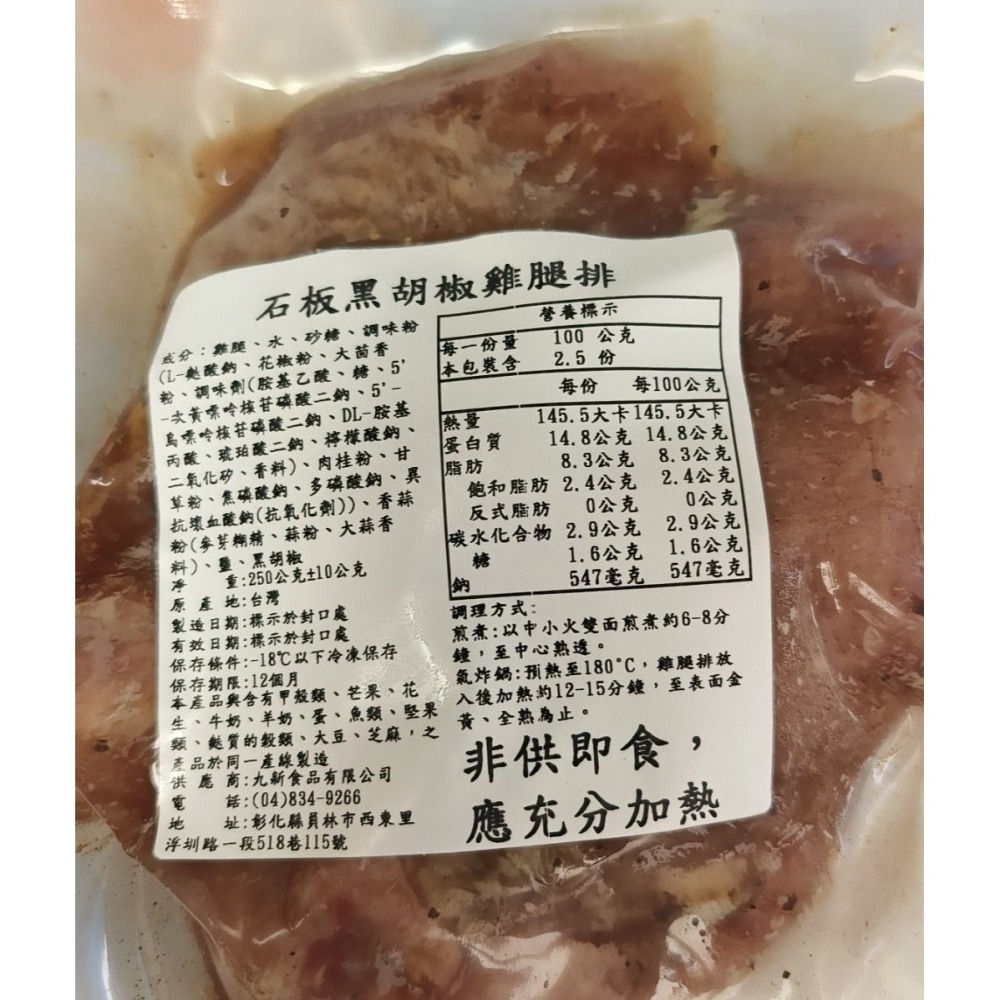 石板黑胡椒雞腿排
成分：雞腿、水、砂糖、調味粉
(L-麩酸鈉、花椒粉、大茴香
粉、調味劑(胺基乙酸、糖、5'
-次黃嘌呤核苷磷酸二鈉、5'-
鳥嘌呤核苷磷酸二鈉、DL-胺基
丙酸、琥珀酸二鈉、檸檬酸鈉、
二氧化矽、香料)、肉桂粉、甘
草粉、焦磷酸鈉、多磷酸鈉、異
抗壞血酸鈉(抗氧化劑))、香蒜
粉(麥芽糊精、蒜粉、大蒜香
料)、鹽、黑胡椒
淨 重:250公克±10公克
原產地:台灣
製造日期:標示於封口處
有效日期:標示於封口處
保存條件:-18℃以下冷凍保存
保存期限:12個月
本產品與含有甲殼類、芒果、花
生、牛奶、羊奶、蛋、魚類、堅果
類、麩質的穀類、大豆、芝麻，之
產品於同一產線製造
供應商:九新食品有限公司
電 話:(04)834-9266
地 址:彰化縣員林市西東里
浮圳路一段518巷115號
營養標示
每一份量 100 公克
本包裝含 2.5 份
每份 每100公克
熱量 145.5大卡 145.5大卡
蛋白質 14.8公克 14.8公克
脂肪 8.3公克 8.3公克
飽和脂肪 2.4公克 2.4公克
反式脂肪 0公克 0公克
碳水化合物 2.9公克 2.9公克
糖 1.6公克 1.6公克
鈉 547毫克 547毫克
調理方式:
煎煮:以中小火雙面煎煮約6-8分
鐘，至中心熟透。
氣炸鍋:預熱至180°C，雞腿排放
入後加熱約12-15分鐘，至表面金
黃、全熟為止。
非供即食，
應充分加熱